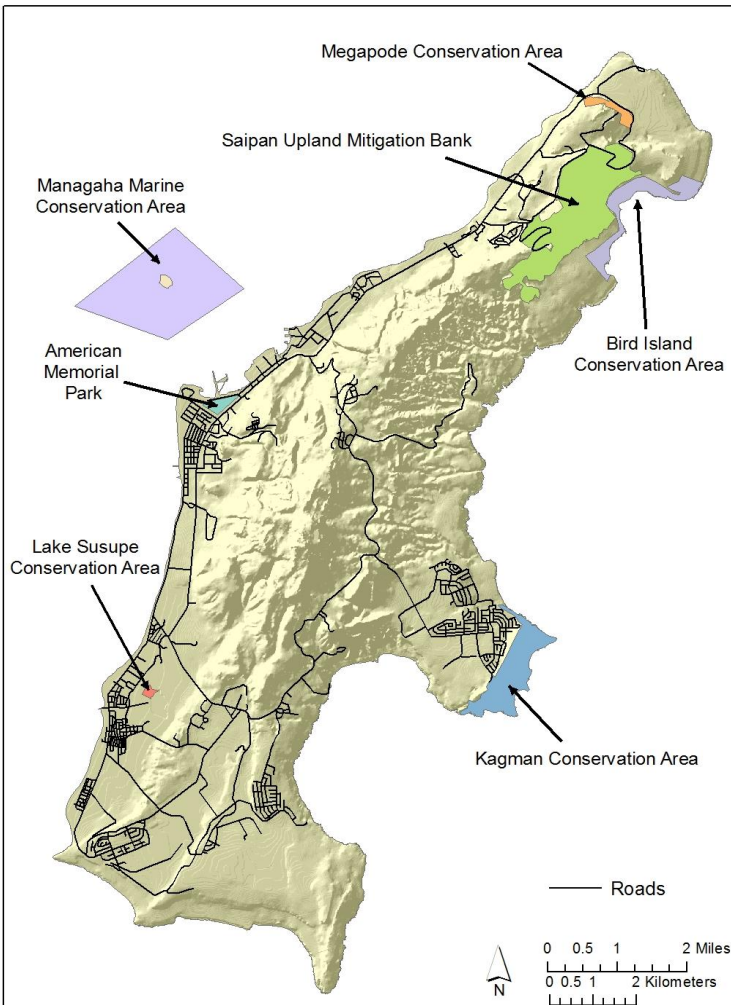 Megapode Conservation Area
Saipan Upland Mitigation Bank
Managaha Marine
Conservation Area
Bird Island
Conservation Area
American
Memorial
Park
Lake Susupe
Conservation Area
Kagman Conservation Area
Roads
0 0.5 1 2 Miles
0 0.5 1 2 Kilometers
N